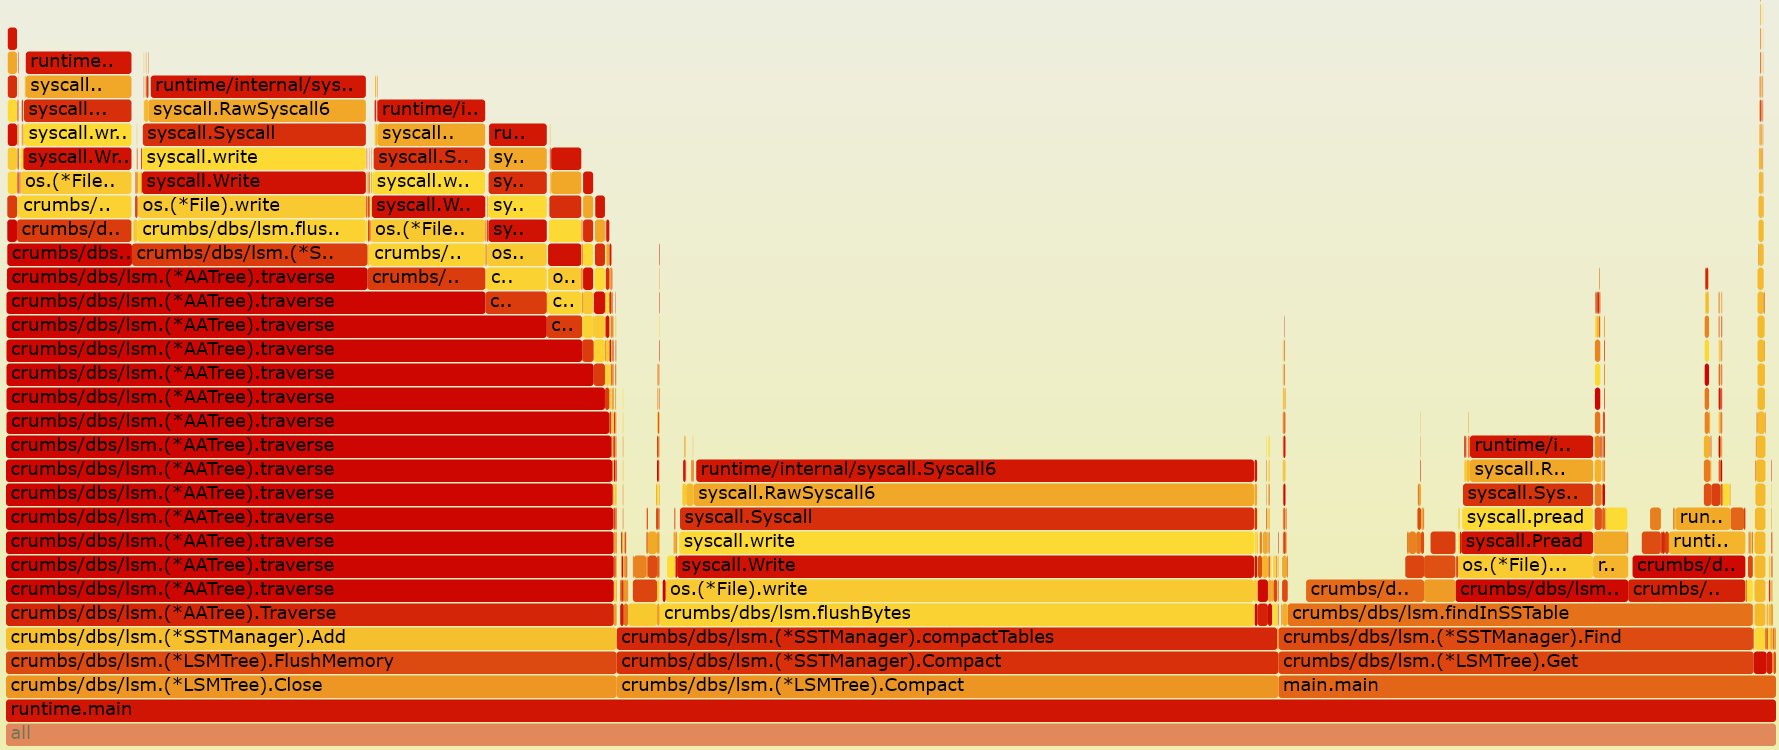 runtime..
syscall..
runtime/internal/sys..
syscall...
syscall.RawSyscall6
runtime/i..
syscall.wr..
syscall.Syscall
syscall..
ru..
syscall.Wr..
syscall.write
syscall.S..
sy..
os.(*File..
syscall.Write
syscall.w..
sy..
crumbs/..
os.(*File).write
syscall.W..
sy..
crumbs/d..
crumbs/dbs/lsm.flus..
os.(*File..
sy..
crumbs/dbs..
crumbs/dbs/lsm.(*S..
crumbs/..
os..
crumbs/dbs/lsm.(*AATree).traverse
crumbs/..
c..
o..
crumbs/dbs/lsm.(*AATree).traverse
c..
c..
crumbs/dbs/lsm.(*AATree).traverse
c..
crumbs/dbs/lsm.(*AATree).traverse
crumbs/dbs/lsm.(*AATree).traverse
crumbs/dbs/lsm.(*AATree).traverse
crumbs/dbs/lsm.(*AATree).traverse
crumbs/dbs/lsm.(*AATree).traverse
runtime/i..
crumbs/dbs/lsm.(*AATree).traverse
runtime/internal/syscall.Syscall6
syscall.R..
crumbs/dbs/lsm.(*AATree).traverse
syscall.RawSyscall6
syscall.Sys..
crumbs/dbs/lsm.(*AATree).traverse
syscall.Syscall
syscall.pread
run..
crumbs/dbs/lsm.(*AATree).traverse
syscall.write
syscall.Pread
runti..
crumbs/dbs/lsm.(*AATree).traverse
syscall.Write
os.(*File)...
r..
crumbs/d..
crumbs/dbs/lsm.(*AATree).traverse
os.(*File).write
crumbs/d..
crumbs/dbs/lsm..
crumbs/..
crumbs/dbs/lsm.(*AATree).Traverse
crumbs/dbs/lsm.flushBytes
crumbs/dbs/lsm.findInSSTable
crumbs/dbs/lsm.(*SSTManager).Add
crumbs/dbs/lsm.(*SSTManager).compactTables
crumbs/dbs/lsm.(*SSTManager).Find
crumbs/dbs/lsm.(*LSMTree).FlushMemory
crumbs/dbs/lsm.(*SSTManager).Compact
crumbs/dbs/lsm.(*LSMTree).Get
crumbs/dbs/lsm.(*LSMTree).Close
crumbs/dbs/lsm.(*LSMTree).Compact
main.main
runtime.main
all